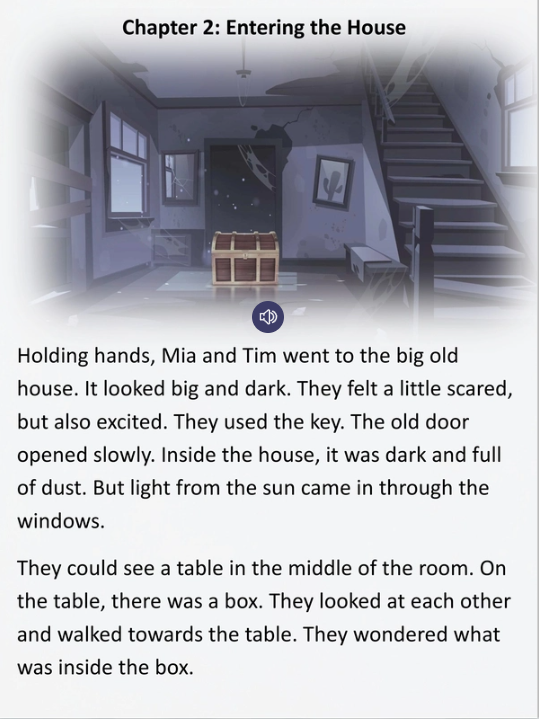 Chapter 2: Entering the House
Holding hands, Mia and Tim went to the big old
house. It looked big and dark. They felt a little scared,
but also excited. They used the key. The old door
opened slowly. Inside the house, it was dark and full
of dust. But light from the sun came in through the
windows.
They could see a table in the middle of the room. On
the table, there was a box. They looked at each other
and walked towards the table. They wondered what
was inside the box.